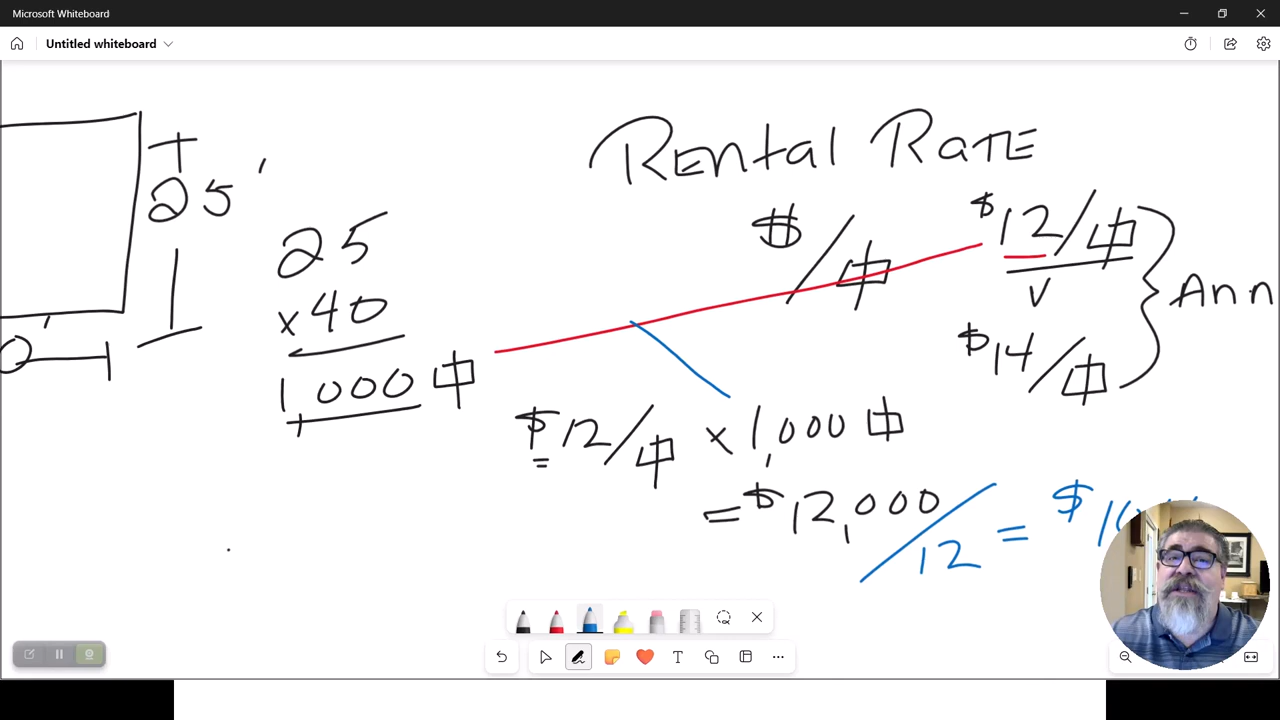 Microsoft Whiteboard
Untitled whiteboard
Rental Rate
25'
25
x40
1,000
$/
$12/
$14/
Ann
$12/ x 1,000
=$12,000
/12 = $
T